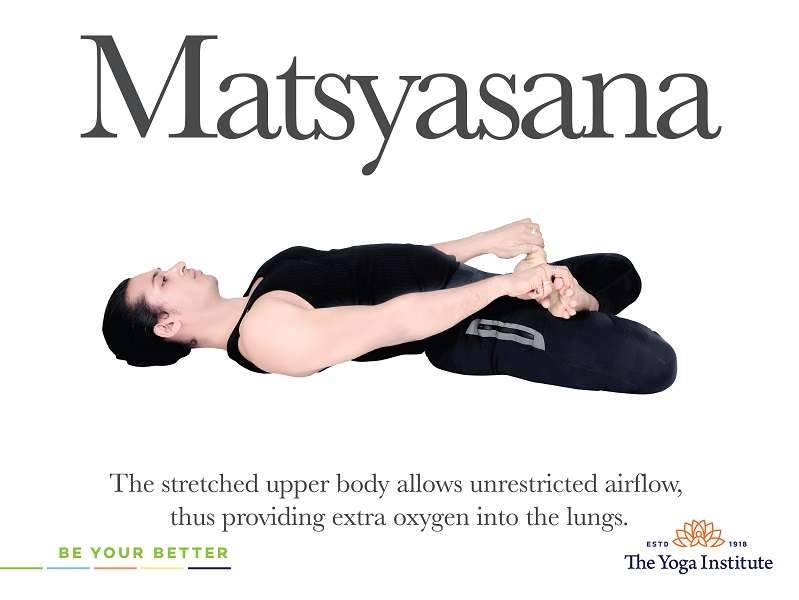 Matsyasana
The stretched upper body allows unrestricted airflow,
thus providing extra oxygen into the lungs.
BE YOUR BETTER
ESTD 1918
The Yoga Institute